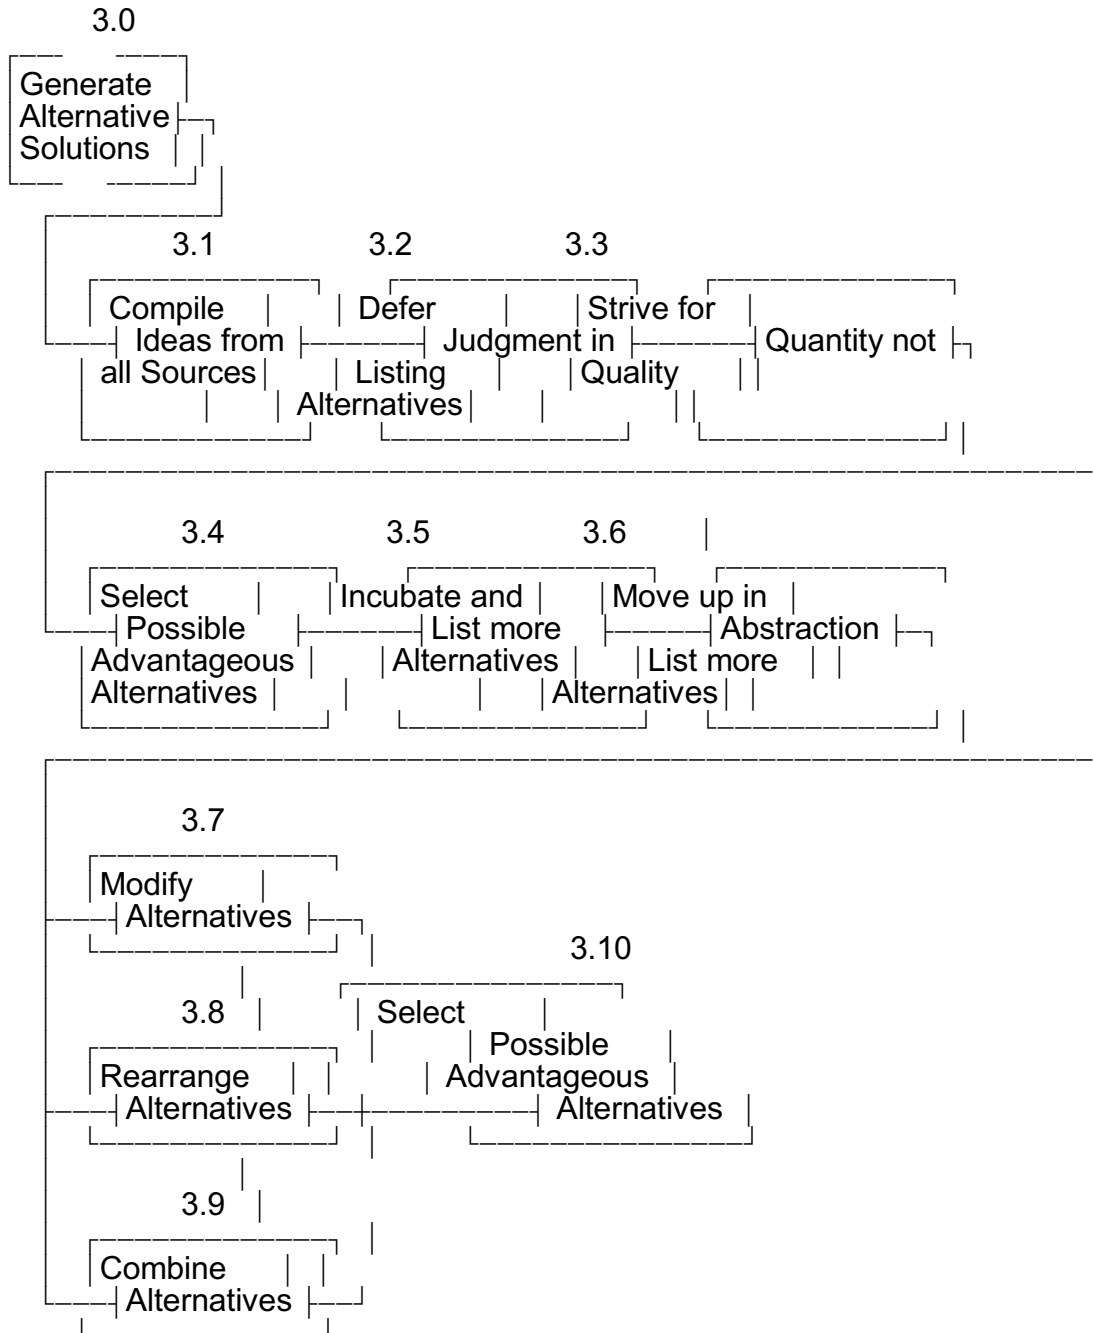 3.0
Generate
Alternative
Solutions
3.1 3.2 3.3
Compile Defer Strive for
Ideas from Judgment in Quantity not
all Sources Listing Quality
Alternatives
3.4 3.5 3.6
Select Incubate and Move up in
Possible List more Abstraction
Advantageous Alternatives List more
Alternatives Alternatives
3.7
Modify
Alternatives
3.10
3.8 Select
Possible
Rearrange Advantageous
Alternatives Alternatives
3.9
Combine
Alternatives